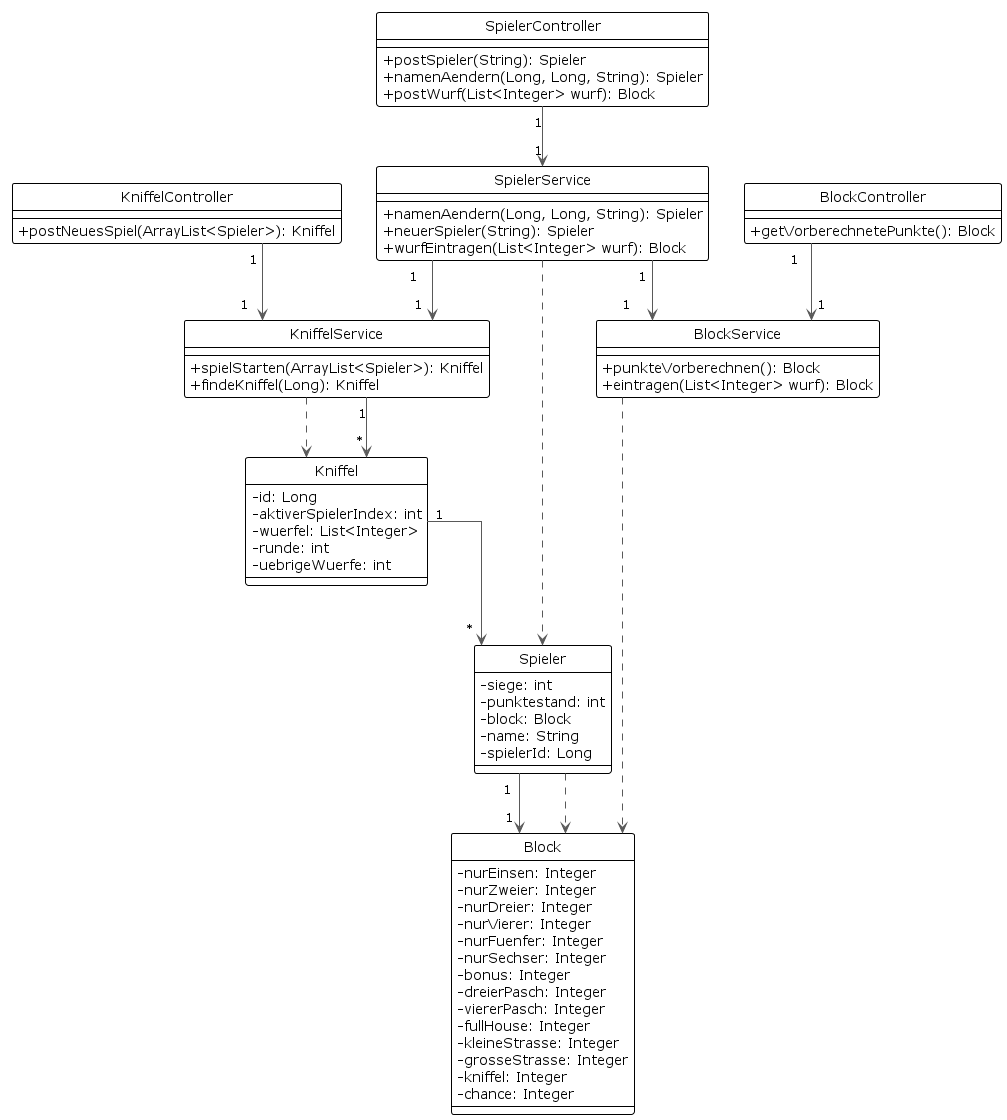 SpielerController
+postSpieler(String): Spieler
+namenAendern(Long, Long, String): Spieler
+postWurf(List<Integer> wurf): Block
1
1
KniffelController
+postNeuesSpiel(ArrayList<Spieler>): Kniffel
SpielerService
+namenAendern(Long, Long, String): Spieler
+neuerSpieler(String): Spieler
+wurfEintragen(List<Integer> wurf): Block
BlockController
+getVorberechnetePunkte(): Block
1
1
1
1
1
1
1
1
KniffelService
+spielStarten(ArrayList<Spieler>): Kniffel
+findeKniffel(Long): Kniffel
BlockService
+punkteVorberechnen(): Block
+eintragen(List<Integer> wurf): Block
1
*
Kniffel
-id: Long
-aktiverSpielerIndex: int
-wuerfel: List<Integer>
-runde: int
-uebrigeWuerfe: int
1
*
Spieler
-siege: int
-punktestand: int
-block: Block
-name: String
-spielerId: Long
1
1
Block
-nurEinsen: Integer
-nurZweier: Integer
-nurDreier: Integer
-nurVierer: Integer
-nurFuenfer: Integer
-nurSechser: Integer
-bonus: Integer
-dreierPasch: Integer
-viererPasch: Integer
-fullHouse: Integer
-kleineStrasse: Integer
-grosseStrasse: Integer
-kniffel: Integer
-chance: Integer